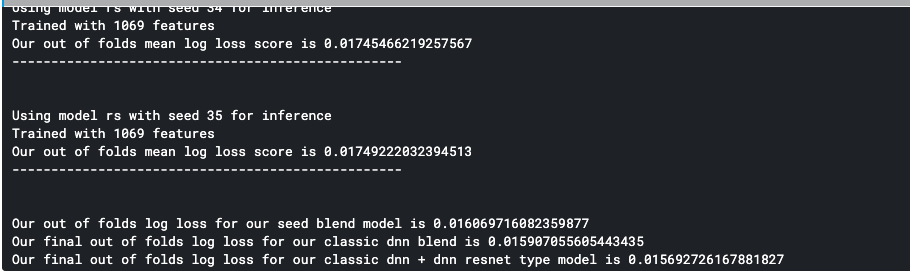 Using model rs with seed 34 for inference
Trained with 1069 features
Our out of folds mean log loss score is 0.01745466219257567
--------------------------------------------------
Using model rs with seed 35 for inference
Trained with 1069 features
Our out of folds mean log loss score is 0.01749222032394513
--------------------------------------------------
Our out of folds log loss for our seed blend model is 0.016069716082359877
Our final out of folds log loss for our classic dnn blend is 0.015907055605443435
Our final out of folds log loss for our classic dnn + dnn resnet type model is 0.015692726167881827